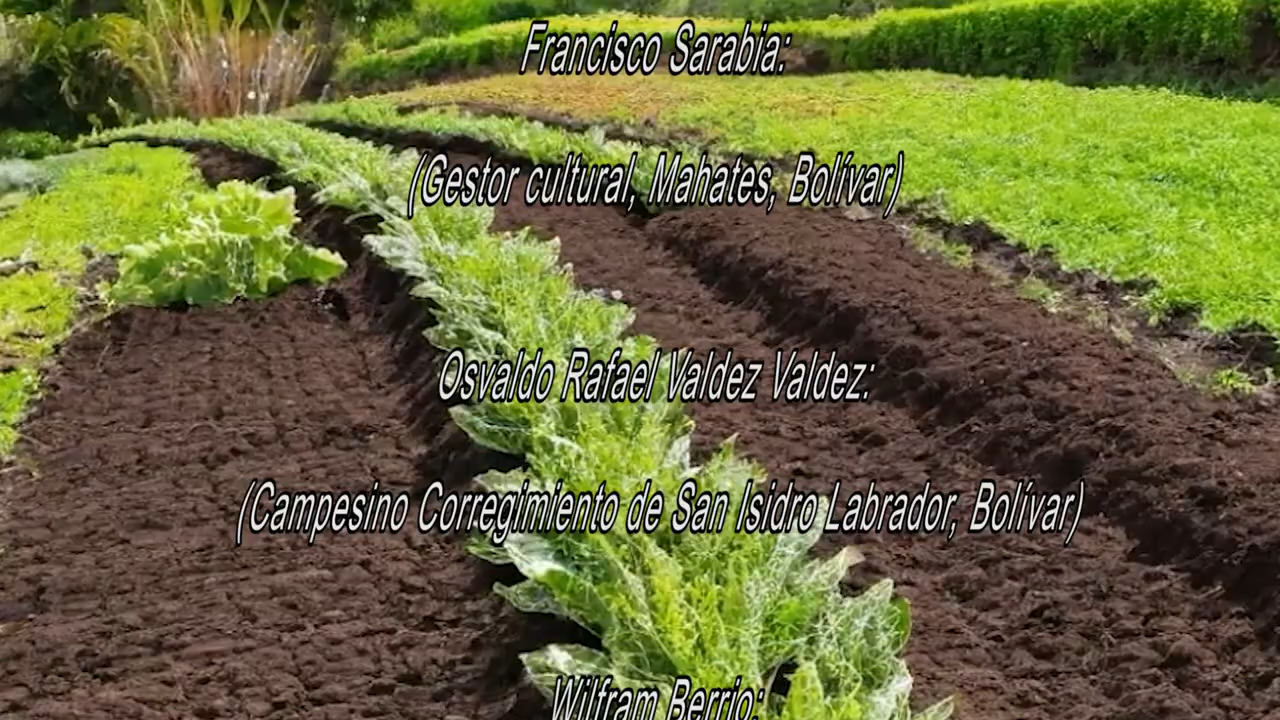 Francisco Sarabia:
(Gestor cultural, Mahates, Bolívar)
Osvaldo Rafael Valdez Valdez:
(Campesino Corregimiento de San Isidro Labrador, Bolívar)
Wilfram Berrio: